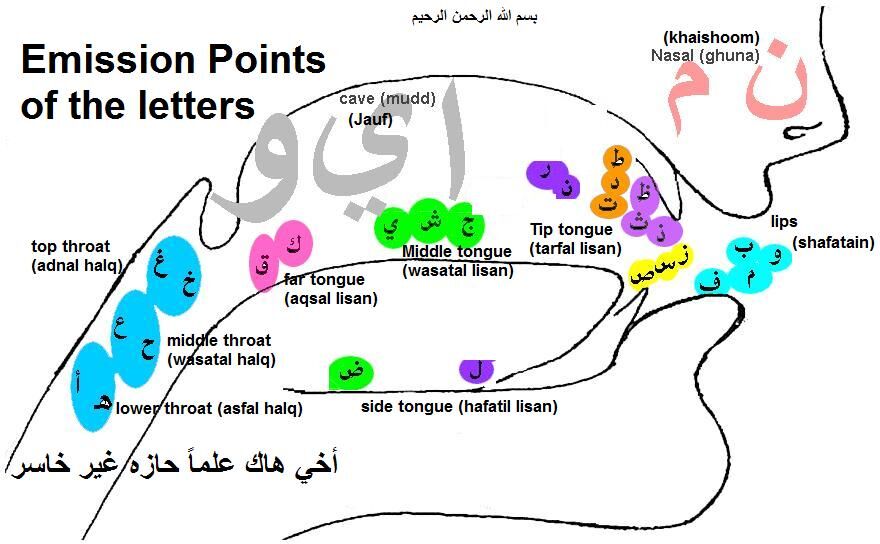 بسم الله الرحمن الرحيم
Emission Points
of the letters
(khaishoom)
Nasal (ghuna)
ن م
cave (mudd)
(Jauf)
ا ي و
ر ن
ط د ت
ظ ذ ث
Tip tongue
(tarfal lisan)
ز س ص
lips
(shafatain)
ب و م ف
ج ش ي
Middle tongue
(wasatal lisan)
ك ق
far tongue
(aqsal lisan)
top throat
(adnal halq)
غ خ
ع ح
middle throat
(wasatal halq)
أ هـ
lower throat (asfal halq)
ض
ل
side tongue (hafatil lisan)
أخي هاك علماً حازه غير خاسر